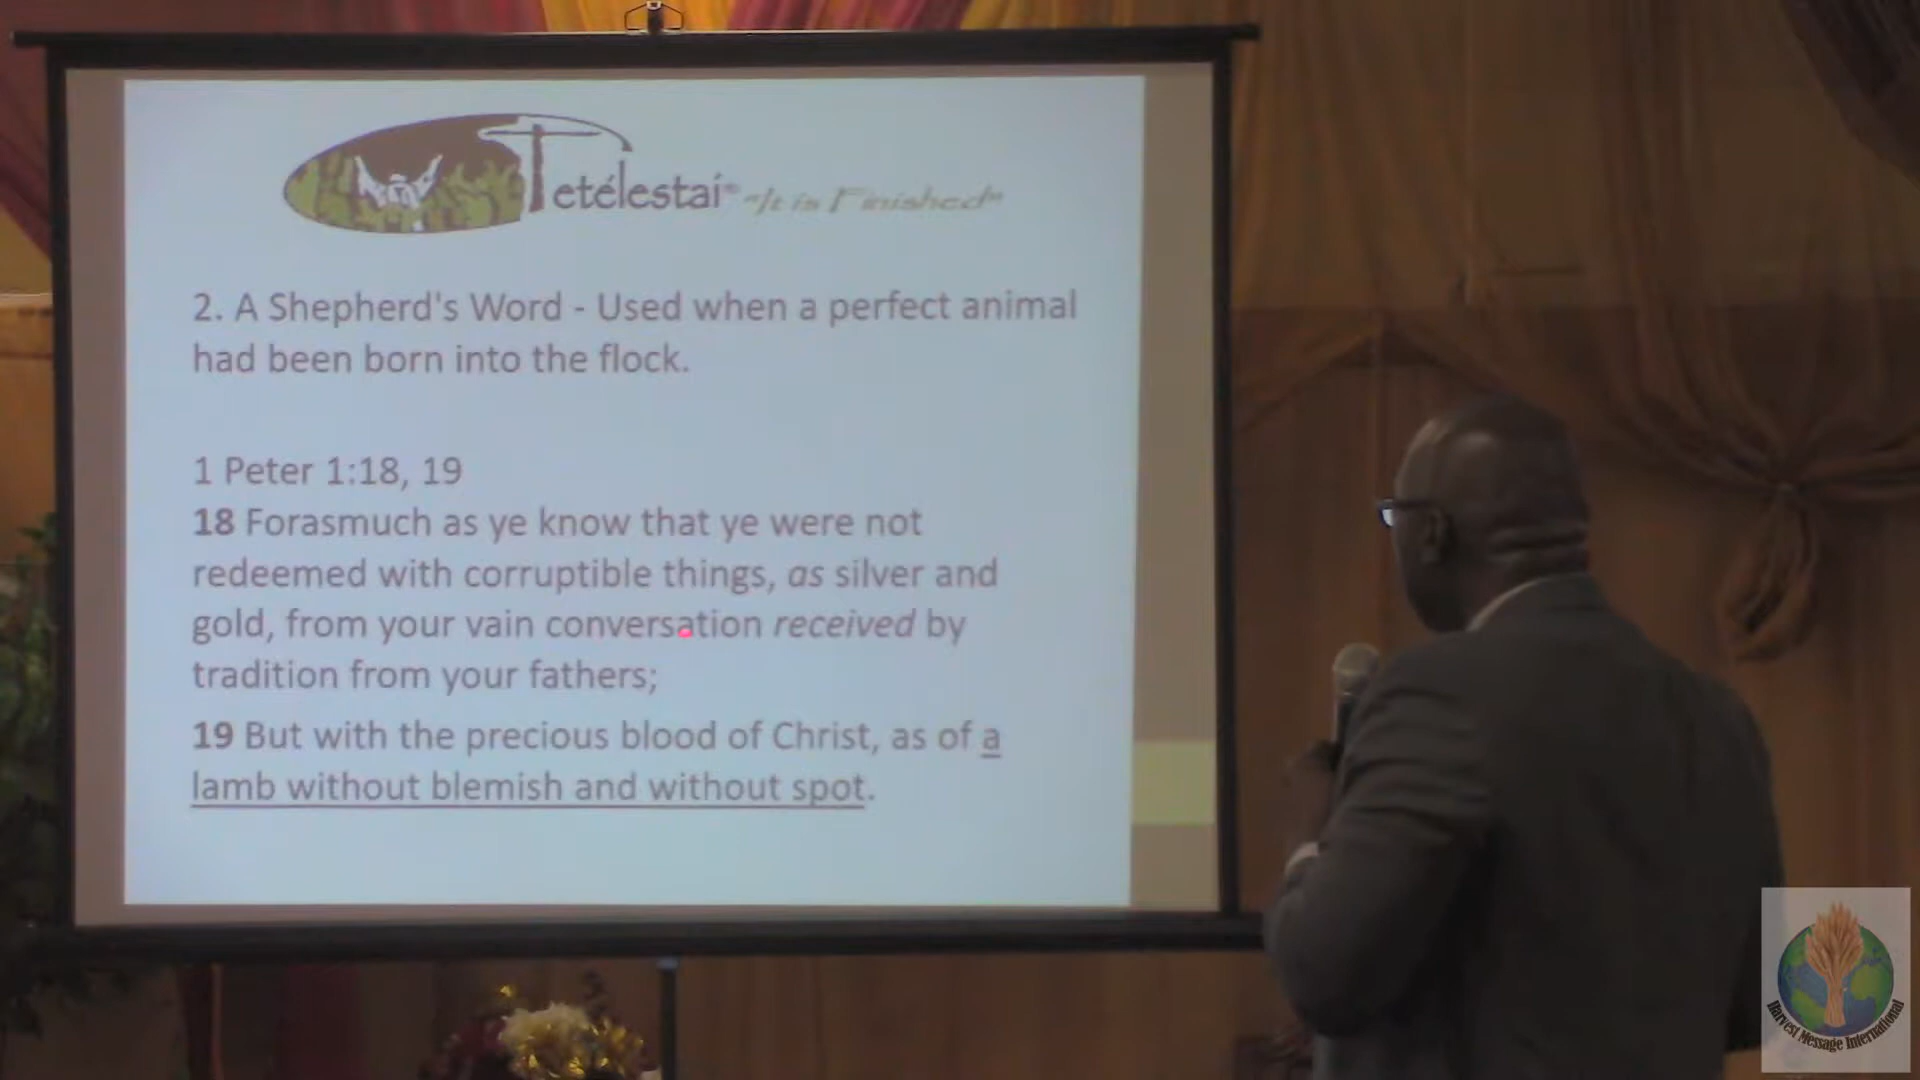 Tetélestaí® "It is Finished"
2. A Shepherd's Word - Used when a perfect animal
had been born into the flock.
1 Peter 1:18, 19
18 Forasmuch as ye know that ye were not
redeemed with corruptible things, as silver and
gold, from your vain conversation received by
tradition from your fathers;
19 But with the precious blood of Christ, as of a
lamb without blemish and without spot.
Harvest Message International